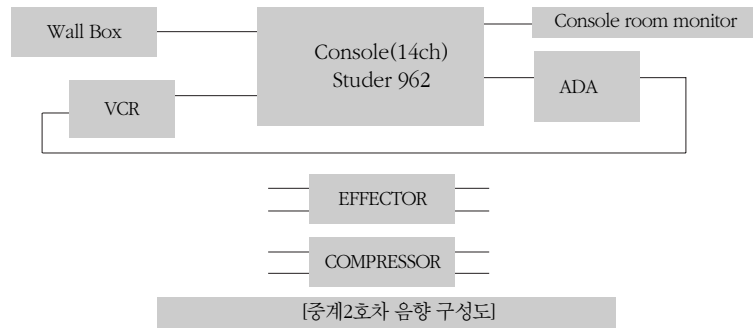 Wall Box
Console(14ch)
Studer 962
Console room monitor
VCR
ADA
EFFECTOR
COMPRESSOR
[중계2호차 음향 구성도]